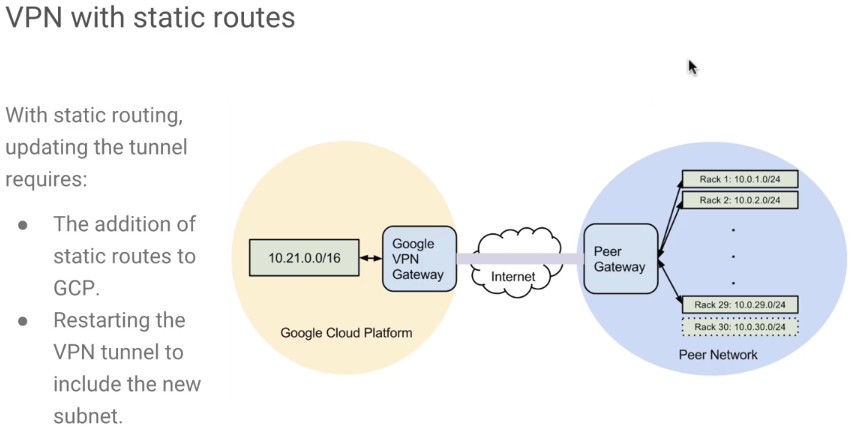 VPN with static routes
With static routing,
updating the tunnel
requires:
● The addition of
static routes to
GCP.
● Restarting the
VPN tunnel to
include the new
subnet.
10.21.0.0/16
Google
VPN
Gateway
Google Cloud Platform
Internet
Peer
Gateway
Rack 1: 10.0.1.0/24
Rack 2: 10.0.2.0/24
.
.
.
Rack 29: 10.0.29.0/24
Rack 30: 10.0.30.0/24
Peer Network